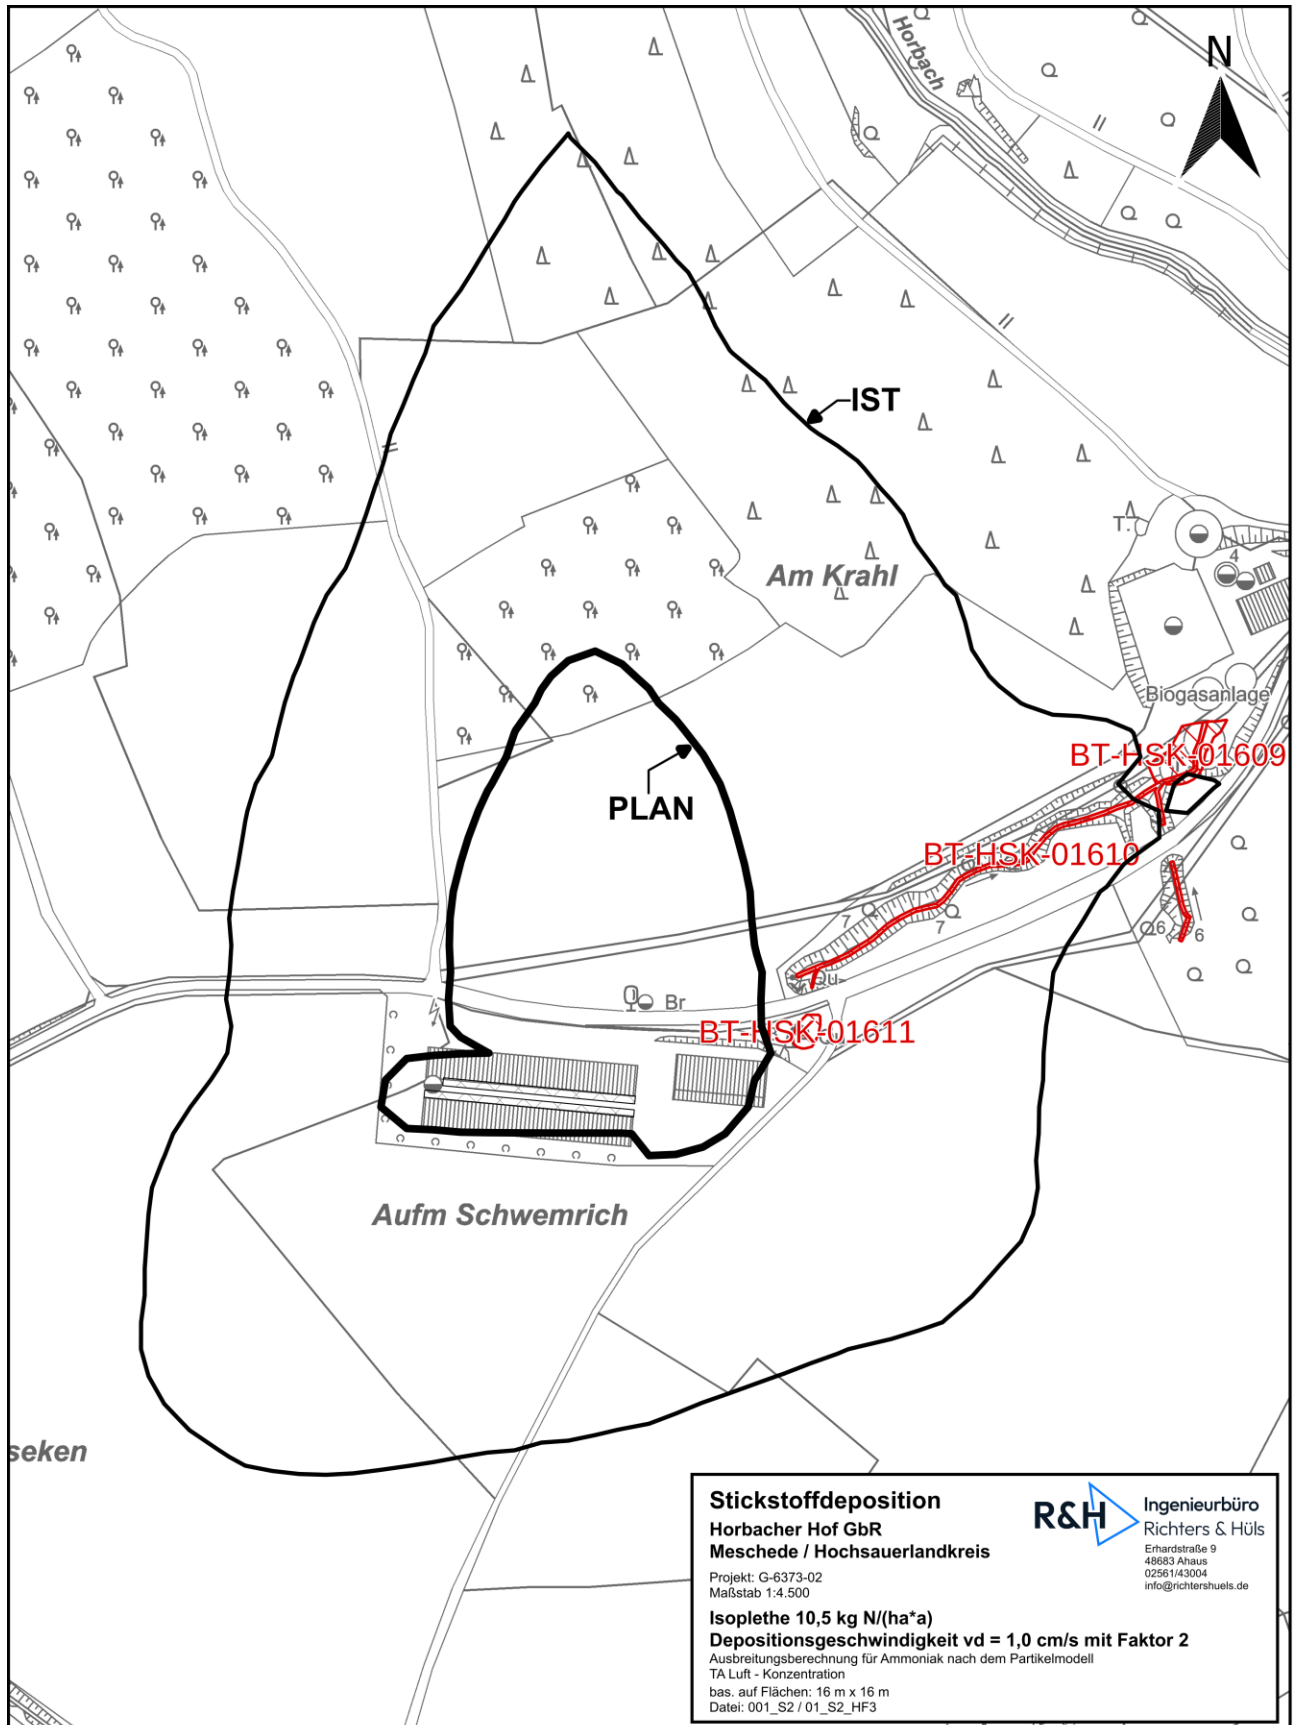 Horbach
N
IST
T.
4
Am Krahl
Biogasanlage
BT-HSK-01609
PLAN
BT-HSK-01610
7
7
6
6
Qu
Br
BT-HSK-01611
Aufm Schwemrich
seken
Stickstoffdeposition
Horbacher Hof GbR
Meschede / Hochsauerlandkreis
Projekt: G-6373-02
Maßstab 1:4.500
Isoplethe 10,5 kg N/(ha*a)
Depositionsgeschwindigkeit vd = 1,0 cm/s mit Faktor 2
Ausbreitungsberechnung für Ammoniak nach dem Partikelmodell
TA Luft - Konzentration
bas. auf Flächen: 16 m x 16 m
Datei: 001_S2 / 01_S2_HF3
R&H
Ingenieurbüro
Richters & Hüls
Erhardstraße 9
48683 Ahaus
02561/43004
info@richtershuels.de